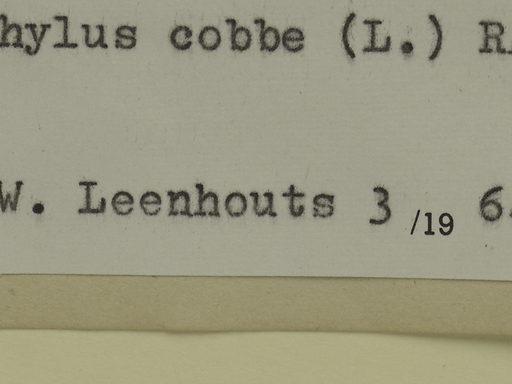 hylus cobbe (L.) R
W. Leenhouts 3 /19 6